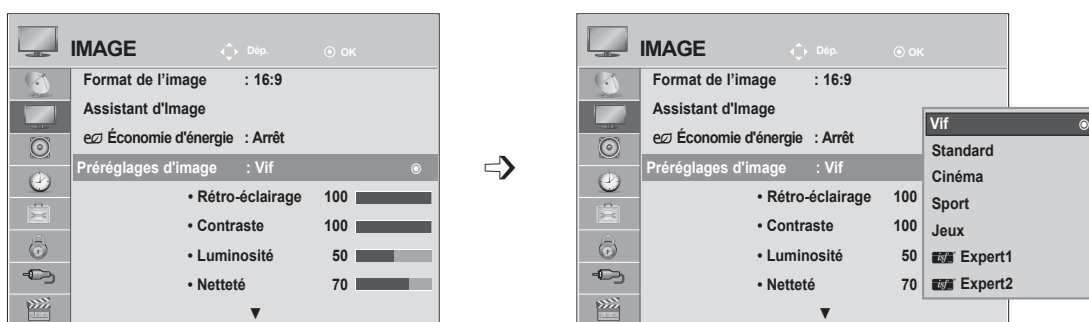 IMAGE Dép. OK
Format de l'image : 16:9
Assistant d'Image
Économie d'énergie : Arrêt
Préréglages d'image : Vif
• Rétro-éclairage 100
• Contraste 100
• Luminosité 50
• Netteté 70
IMAGE Dép. OK
Format de l'image : 16:9
Assistant d'Image
Économie d'énergie : Arrêt
Préréglages d'image : Vif
• Rétro-éclairage 100
• Contraste 100
• Luminosité 50
• Netteté 70
Vif
Standard
Cinéma
Sport
Jeux
isf Expert1
isf Expert2